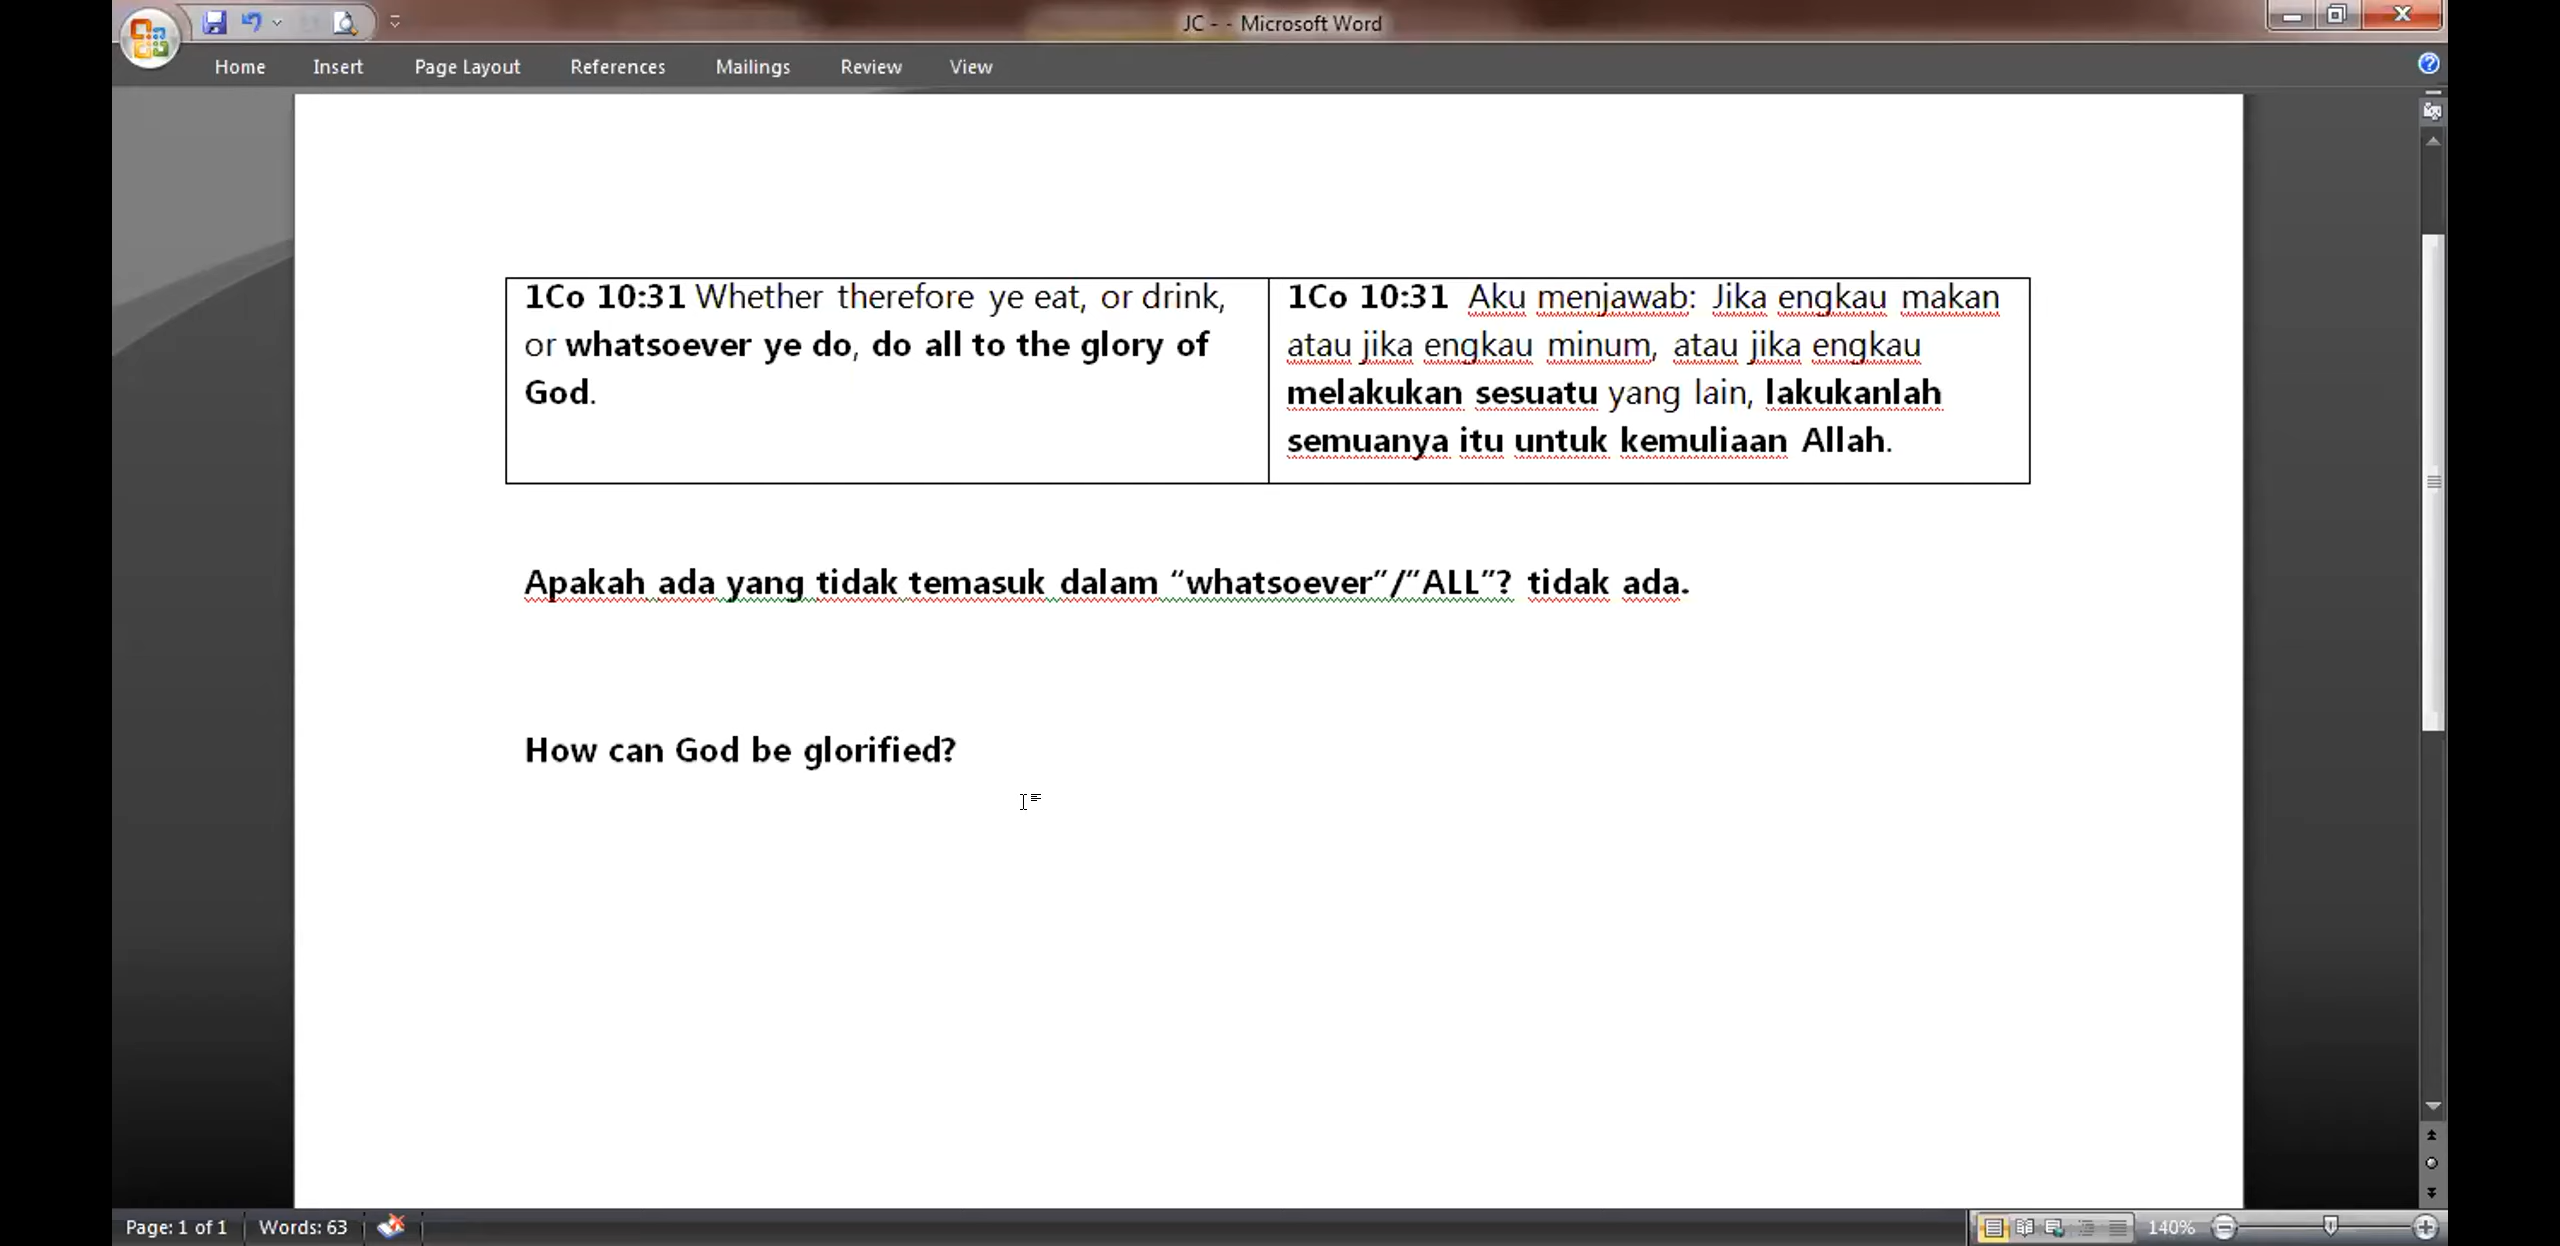 JC - - Microsoft Word
Home Insert Page Layout References Mailings Review View
1Co 10:31 Whether therefore ye eat, or drink,
or whatsoever ye do, do all to the glory of
God.
1Co 10:31 Aku menjawab: Jika engkau makan
atau jika engkau minum, atau jika engkau
melakukan sesuatu yang lain, lakukanlah
semuanya itu untuk kemuliaan Allah.
Apakah ada yang tidak temasuk dalam “whatsoever”/”ALL”? tidak ada.
How can God be glorified?
Page: 1 of 1 Words: 63 140%